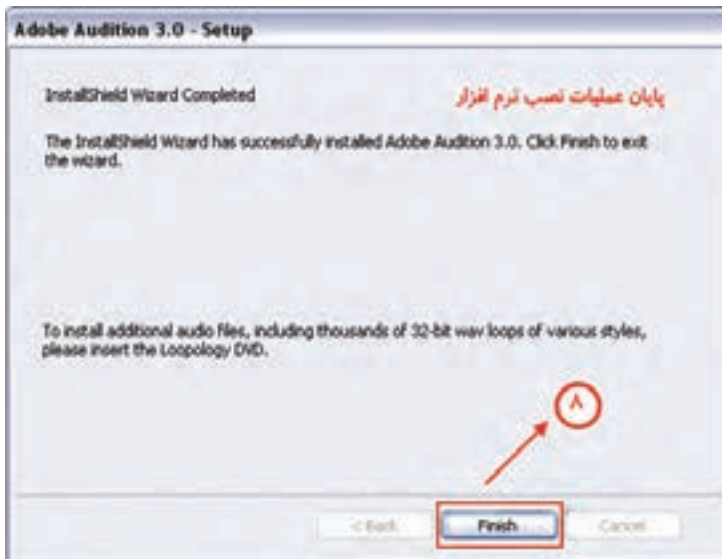 Adobe Audition 3.0 - Setup
InstallShield Wizard Completed
پایان عملیات نصب نرم افزار
The InstallShield Wizard has successfully installed Adobe Audition 3.0. Click Finish to exit
the wizard.
To install additional audio files, including thousands of 32-bit wav loops of various styles,
please insert the Loopology DVD.
۸
< Back
Finish
Cancel